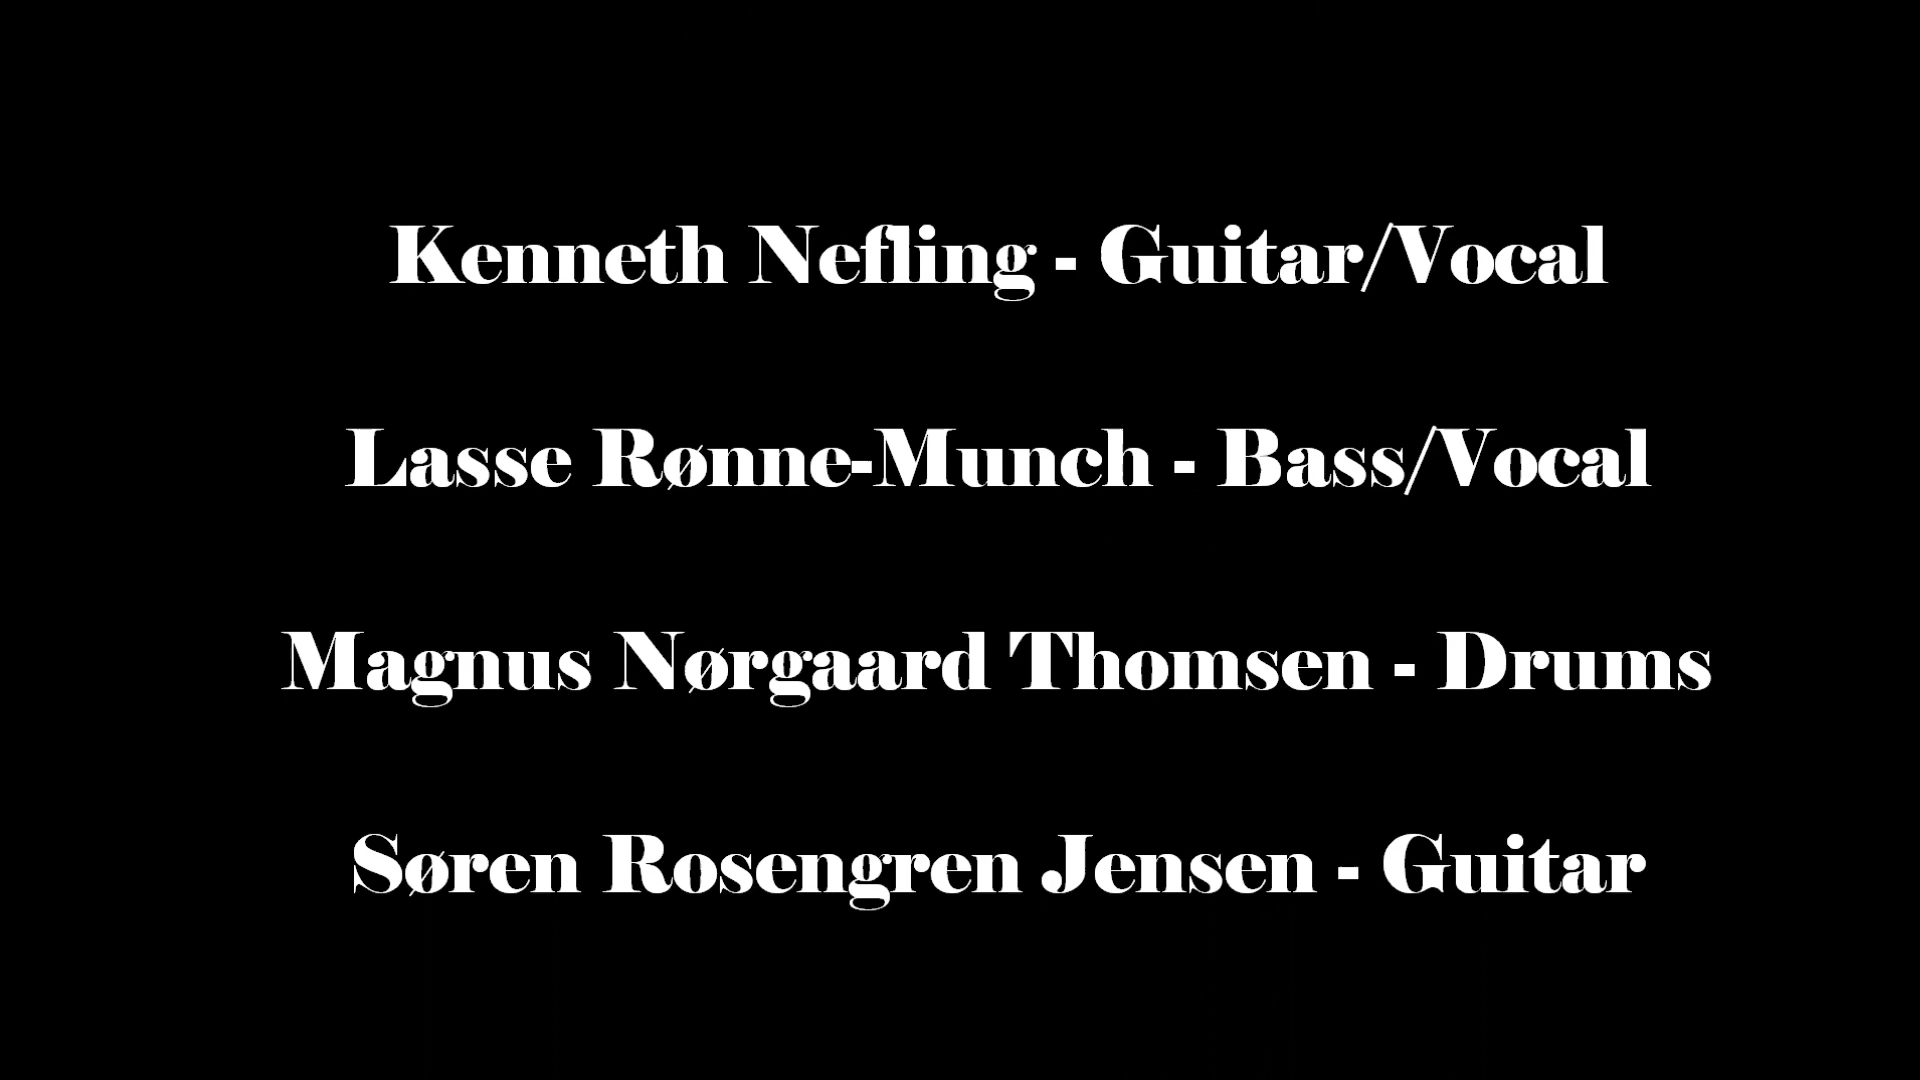 Kenneth Nefling - Guitar/Vocal
Lasse Rønne-Munch - Bass/Vocal
Magnus Nørgaard Thomsen - Drums
Søren Rosengren Jensen - Guitar